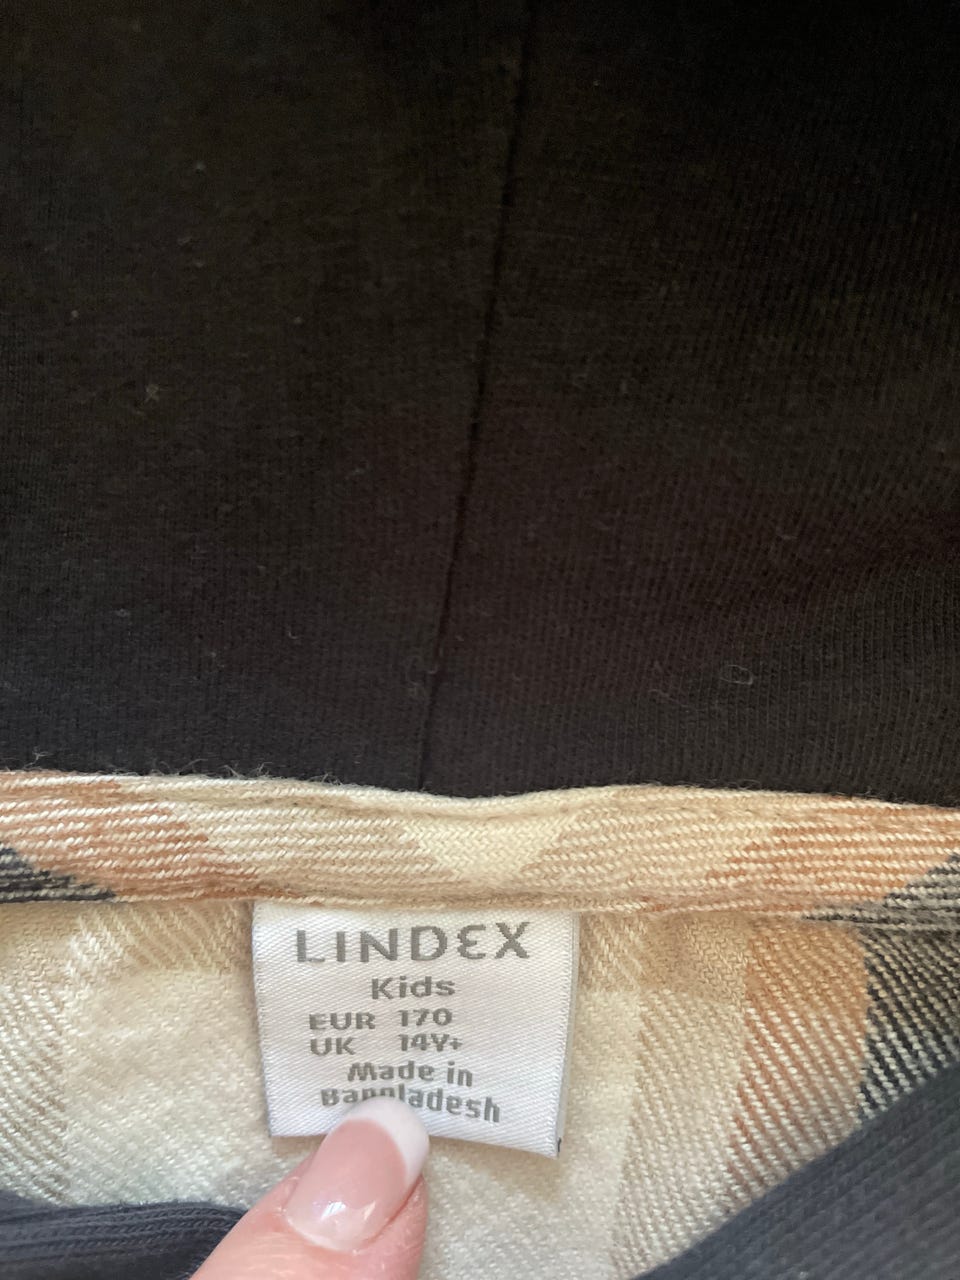 LINDEX
Kids
EUR 170
UK 14Y+
Made in
Bangladesh